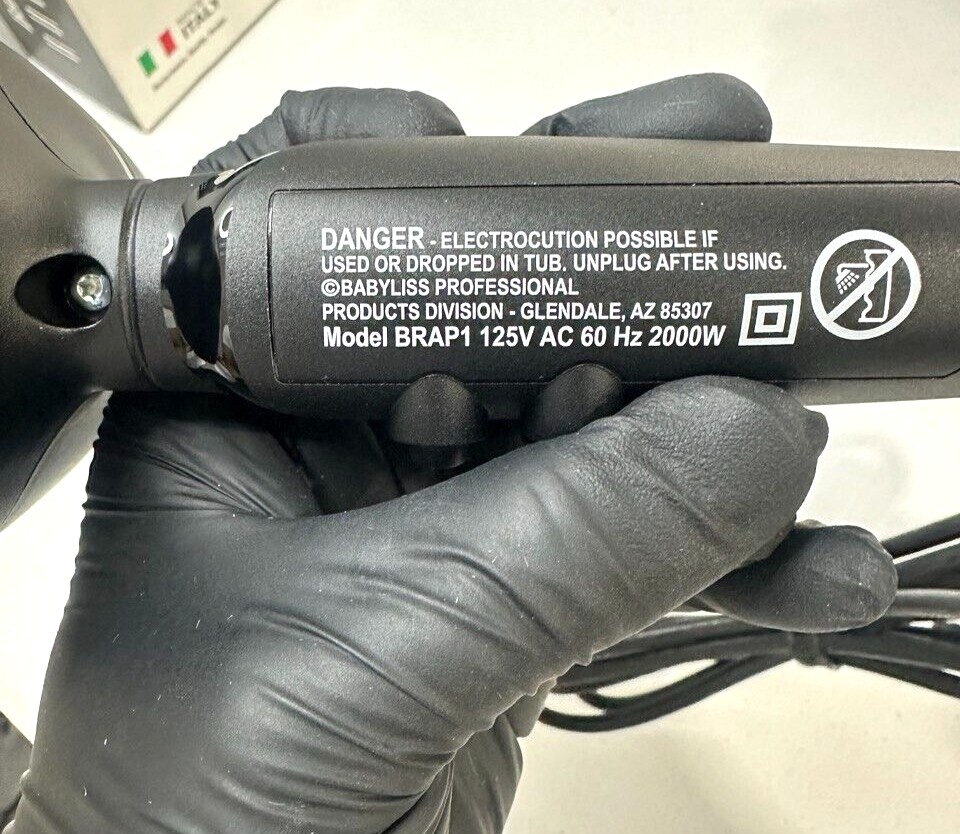 ITALY
DANGER - ELECTROCUTION POSSIBLE IF
USED OR DROPPED IN TUB. UNPLUG AFTER USING.
©BABYLISS PROFESSIONAL
PRODUCTS DIVISION - GLENDALE, AZ 85307
Model BRAP1 125V AC 60 Hz 2000W